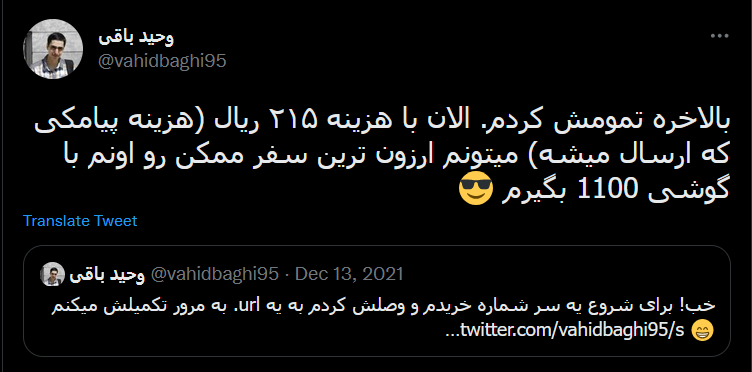 وحید باقی
@vahidbaghi95
بالاخره تمومش کردم. الان با هزینه ۲۱۵ ریال (هزینه پیامکی
که ارسال میشه) میتونم ارزون ترین سفر ممکن رو اونم با
گوشی 1100 بگیرم 😎
Translate Tweet
وحید باقی @vahidbaghi95 · Dec 13, 2021
خب! برای شروع یه سر شماره خریدم و وصلش کردم به یه url. به مرور تکمیلش میکنم
😁 twitter.com/vahidbaghi95/s...